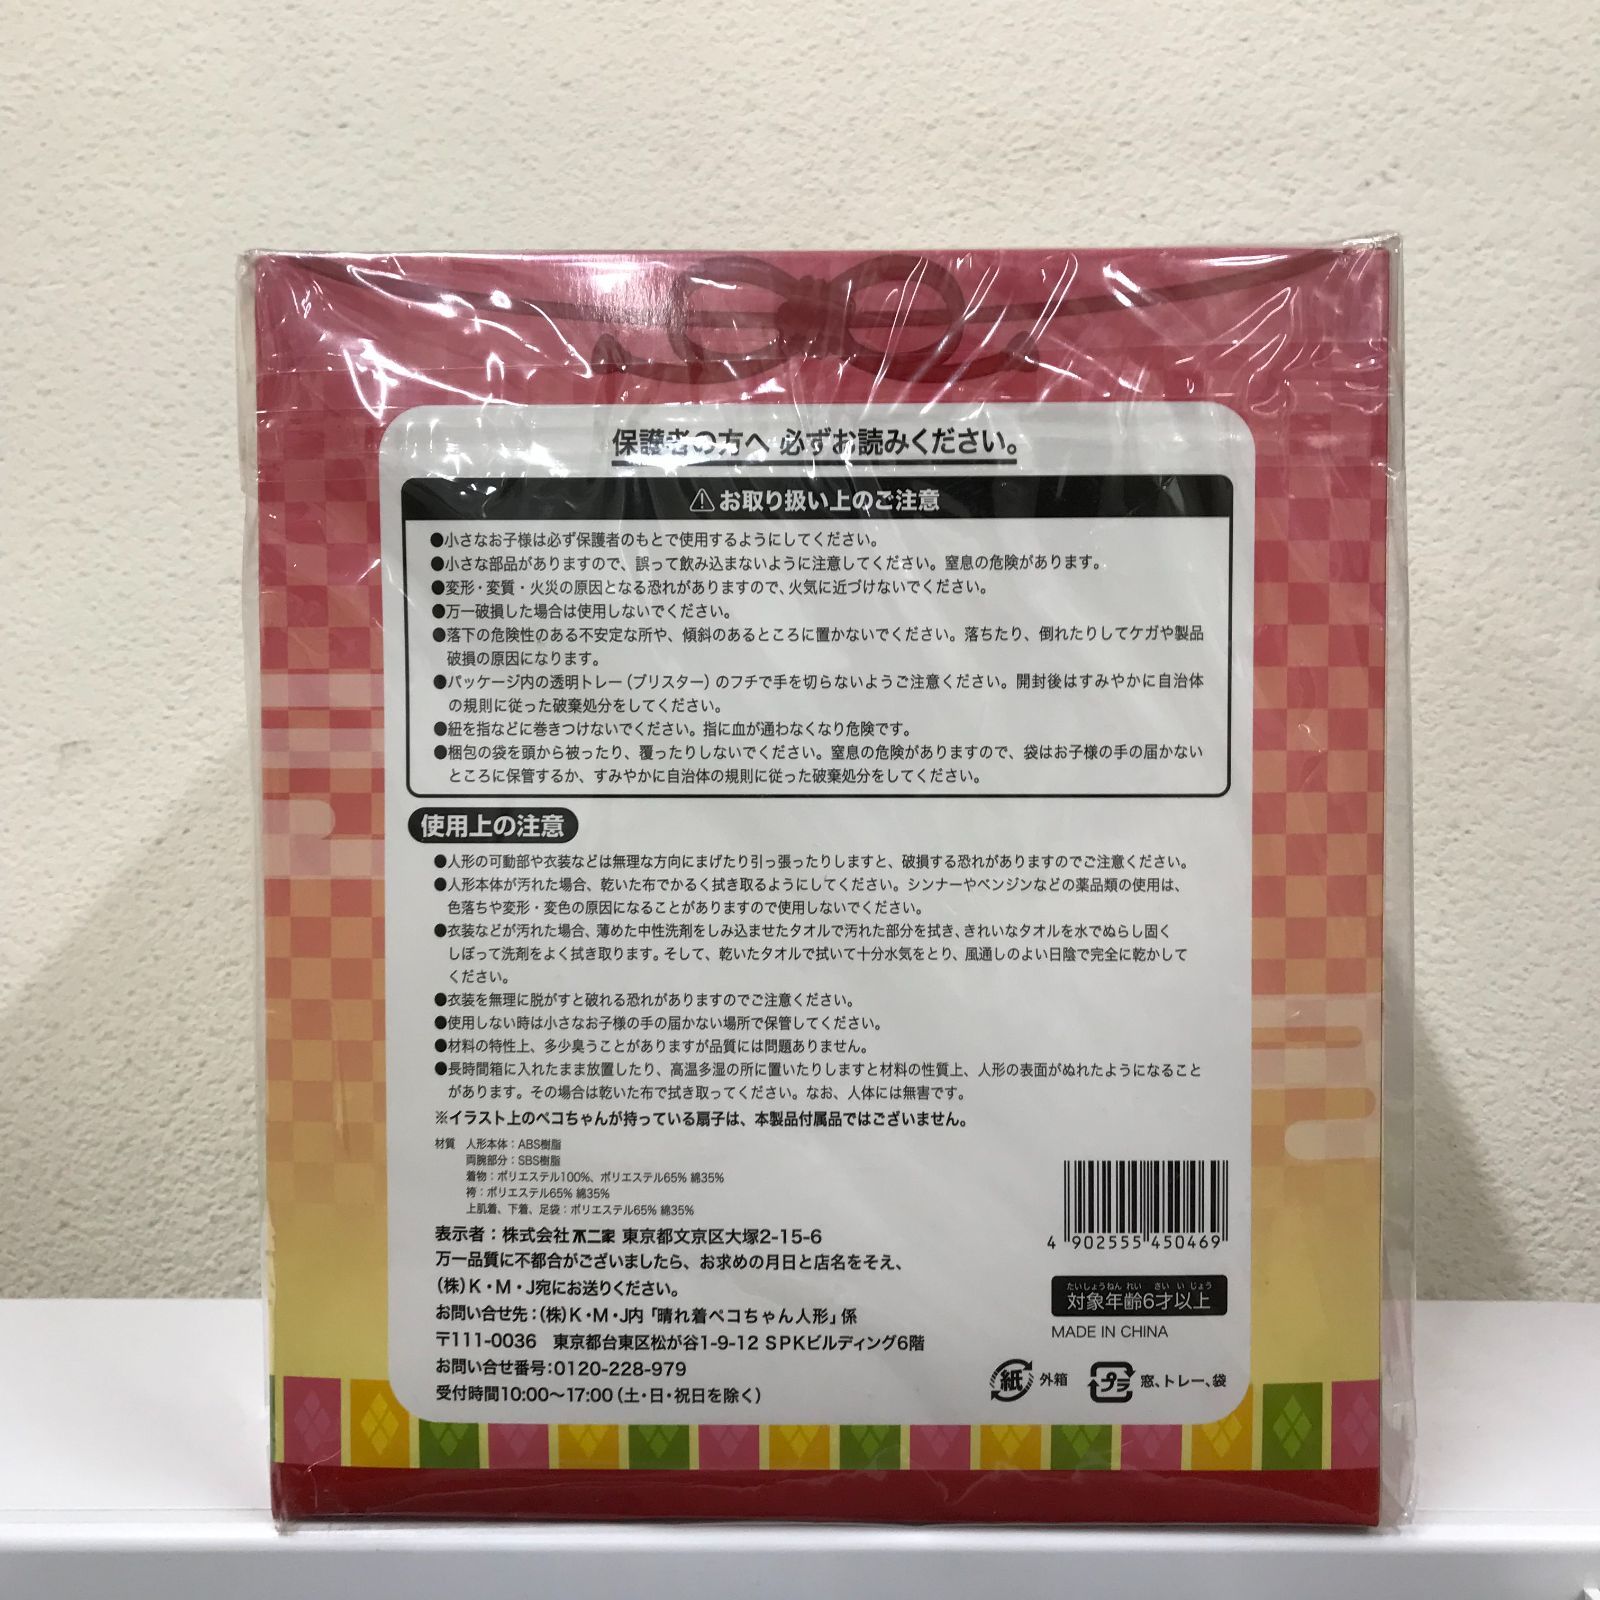 保護者の方へ 必ずお読みください。
⚠お取り扱い上のご注意
●小さなお子様は必ず保護者のもとで使用するようにしてください。
●小さな部品がありますので、誤って飲み込まないように注意してください。窒息の危険があります。
●変形・変質・火災の原因となる恐れがありますので、火気に近づけないでください。
●万一破損した場合は使用しないでください。
●落下の危険性のある不安定な所や、傾斜のあるところに置かないでください。落ちたり、倒れたりしてケガや製品
破損の原因になります。
●パッケージ内の透明トレー(ブリスター)のフチで手を切らないようご注意ください。開封後はすみやかに自治体
の規則に従った破棄処分をしてください。
●紐を指などに巻きつけないでください。指に血が通わなくなり危険です。
●梱包の袋を頭から被ったり、覆ったりしないでください。窒息の危険がありますので、袋はお子様の手の届かない
ところに保管するか、すみやかに自治体の規則に従った破棄処分をしてください。
使用上の注意
●人形の可動部や衣装などは無理な方向にまげたり引っ張ったりしますと、破損する恐れがありますのでご注意ください。
●人形本体が汚れた場合、乾いた布でかるく拭き取るようにしてください。シンナーやベンジンなどの薬品類の使用は、
色落ちや変形・変色の原因になることがありますので使用しないでください。
●衣装などが汚れた場合、薄めた中性洗剤をしみ込ませたタオルで汚れた部分を拭き、きれいなタオルを水でぬらし固く
しぼって洗剤をよく拭き取ります。そして、乾いたタオルで拭いて十分水気をとり、風通しのよい日陰で完全に乾かして
ください。
●衣装を無理に脱がすと破れる恐れがありますのでご注意ください。
●使用しない時は小さなお子様の手の届かない場所で保管してください。
●材料の特性上、多少臭うことがありますが品質には問題ありません。
●長時間箱に入れたまま放置したり、高温多湿の所に置いたりしますと材料の性質上、人形の表面がぬれたようになること
があります。その場合は乾いた布で拭き取ってください。なお、人体には無害です。
※イラスト上のペコちゃんが持っている扇子は、本製品付属品ではございません。
材質 人形本体：ABS樹脂
両腕部分：SBS樹脂
着物：ポリエステル100%、ポリエステル65% 綿35%
袴：ポリエステル65% 綿35%
上肌着、下着、足袋：ポリエステル65% 綿35%
表示者：株式会社不二家 東京都文京区大塚2-15-6
万一品質に不都合がございましたら、お求めの月日と店名をそえ、
(株)K・M・J宛にお送りください。
お問い合せ先：(株)K・M・J内「晴れ着ペコちゃん人形」係
〒111-0036 東京都台東区松が谷1-9-12 SPKビルディング6階
お問い合せ番号：0120-228-979
受付時間10:00～17:00(土・日・祝日を除く)
4 902555 450469
たいしょうねんれい さい いじょう
対象年齢6才以上
MADE IN CHINA
紙 外箱 プラ 窓、トレー、袋